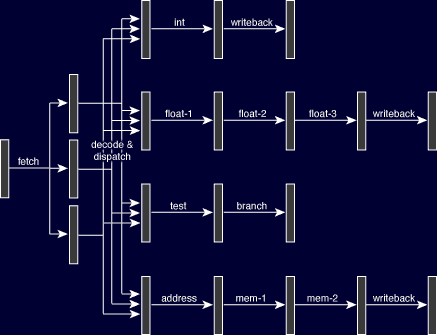 int writeback
float-1 float-2 float-3 writeback
decode &
dispatch
fetch
test branch
address mem-1 mem-2 writeback